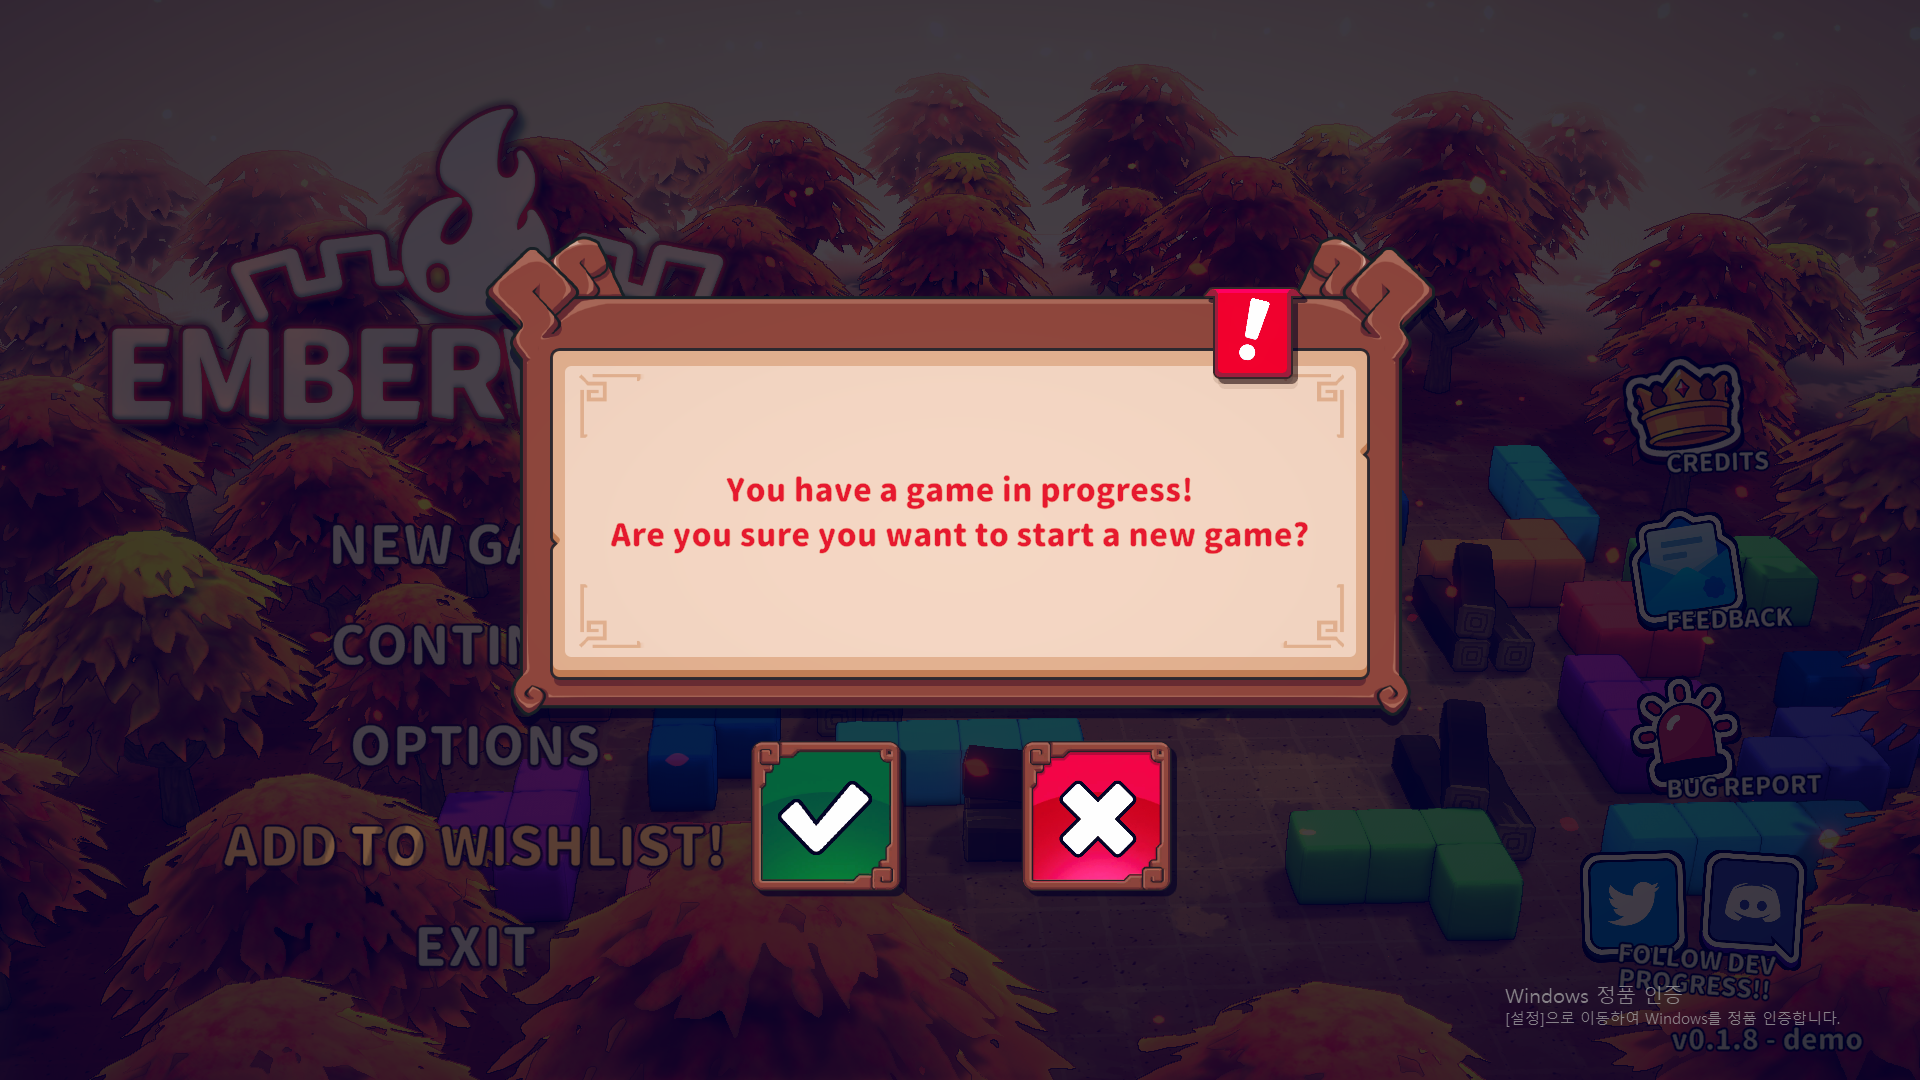 EMBER
You have a game in progress!
Are you sure you want to start a new game?
NEW GA
CONTIN
OPTIONS
ADD TO WISHLIST!
EXIT
CREDITS
FEEDBACK
BUG REPORT
FOLLOW DEV
PROGRESS!!
Windows 정품 인증
[설정]으로 이동하여 Windows를 정품 인증합니다.
v0.1.8 - demo